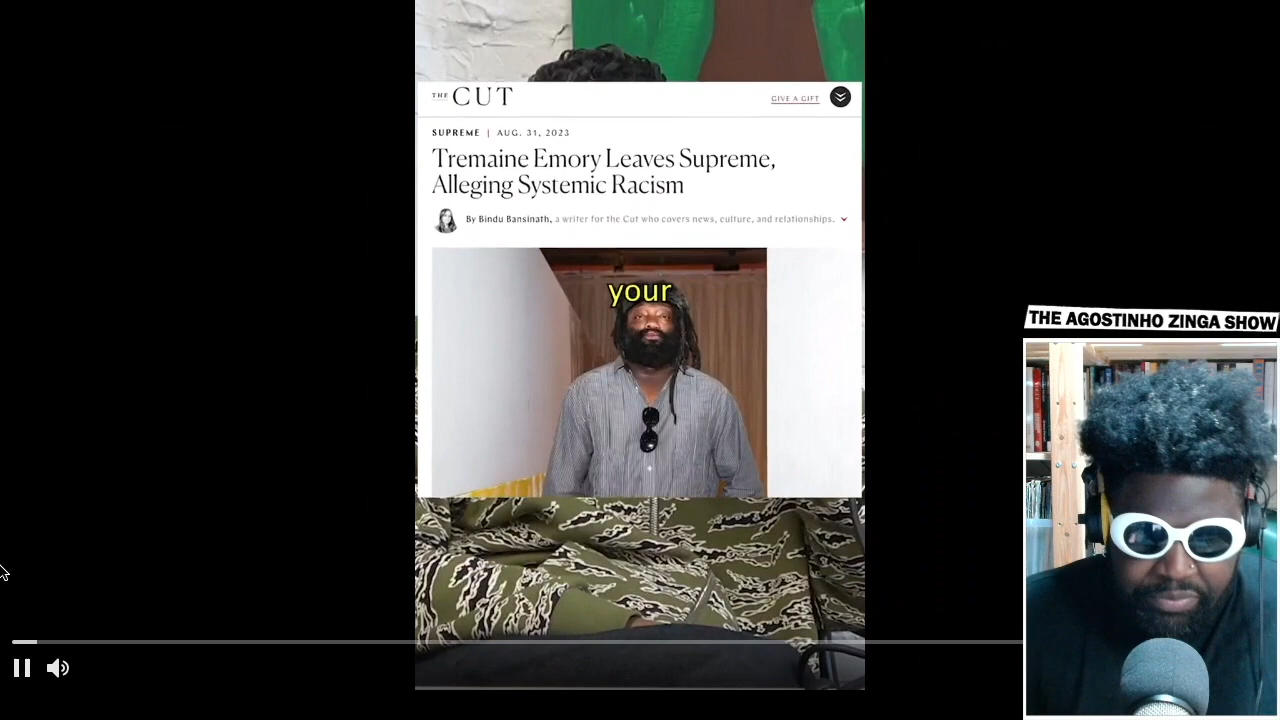 THE CUT
GIVE A GIFT
SUPREME | AUG. 31, 2023
Tremaine Emory Leaves Supreme,
Alleging Systemic Racism
By Bindu Bansinath, a writer for the Cut who covers news, culture, and relationships.
your
THE AGOSTINHO ZINGA SHOW